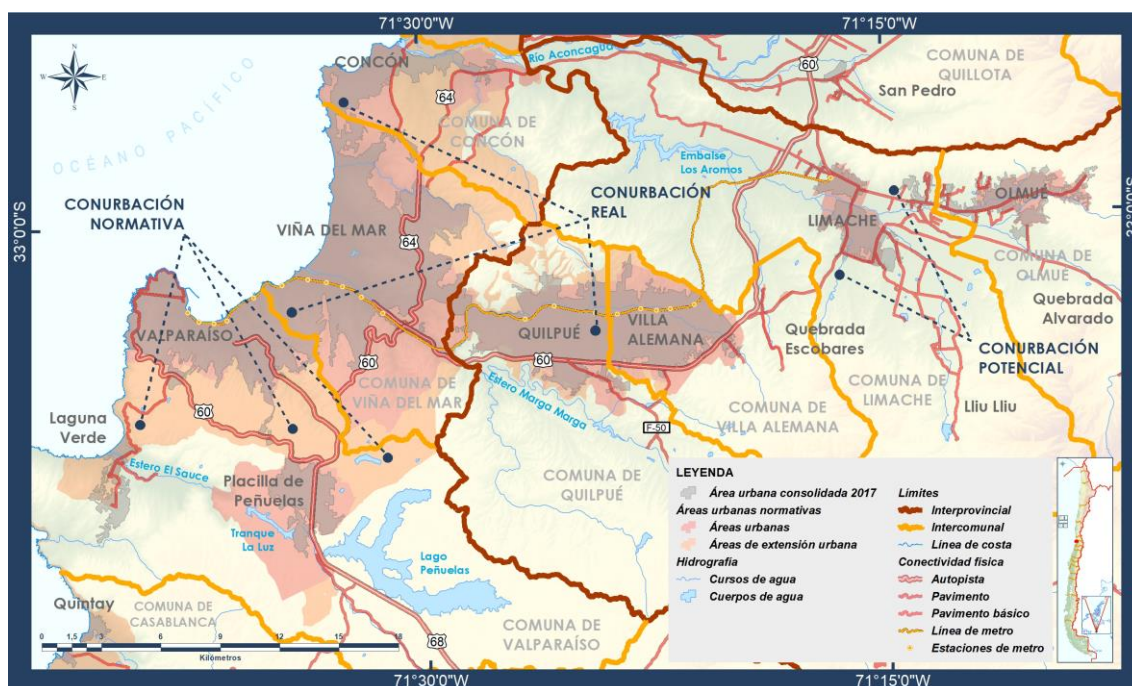 71°30'0"W
71°15'0"W
N
W
E
S
CONCÓN
Río Aconcagua
60
COMUNA DE
QUILLOTA
64
San Pedro
COMUNA DE
CONCÓN
OCÉANO PACÍFICO
Embalse
Los Aromos
CONURBACIÓN
NORMATIVA
CONURBACIÓN
REAL
OLMUÉ
LIMACHE
33°0'0"S
33°0'0"S
VIÑA DEL MAR
64
COMUNA DE
OLMUÉ
Quebrada
Alvarado
VALPARAÍSO
QUILPUÉ
VILLA
ALEMANA
Quebrada
Escobares
60
60
CONURBACIÓN
POTENCIAL
COMUNA DE
VIÑA DEL MAR
COMUNA DE
LIMACHE
Laguna
Verde
60
Estero Marga Marga
COMUNA DE
VILLA ALEMANA
Lliu Lliu
F-50
Estero El Sauce
Placilla de
Peñuelas
COMUNA DE
QUILPUÉ
Tranque
La Luz
Lago
Peñuelas
Quintay
COMUNA DE
CASABLANCA
COMUNA DE
VALPARAÍSO
68
0 1,5 3 6 9 12 15 18
Kilómetros
LEYENDA
Área urbana consolidada 2017
Áreas urbanas normativas
Áreas urbanas
Áreas de extensión urbana
Hidrografía
Cursos de agua
Cuerpos de agua
Límites
Interprovincial
Intercomunal
Línea de costa
Conectividad física
Autopista
Pavimento
Pavimento básico
Línea de metro
Estaciones de metro
71°30'0"W
71°15'0"W